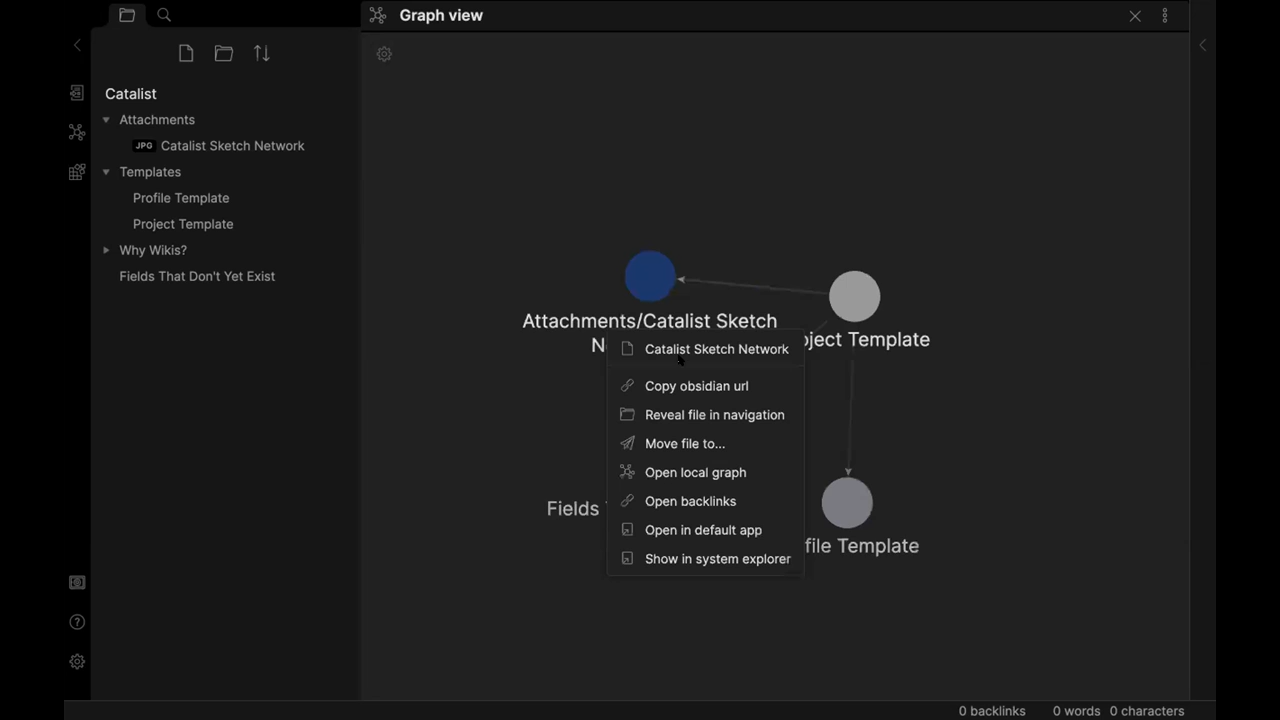 Graph view
Catalist
Attachments
JPG Catalist Sketch Network
Templates
Profile Template
Project Template
Why Wikis?
Fields That Don't Yet Exist
Attachments/Catalist Sketch
N
oject Template
Catalist Sketch Network
Copy obsidian url
Reveal file in navigation
Move file to...
Open local graph
Open backlinks
Open in default app
Show in system explorer
Fields
file Template
0 backlinks 0 words 0 characters